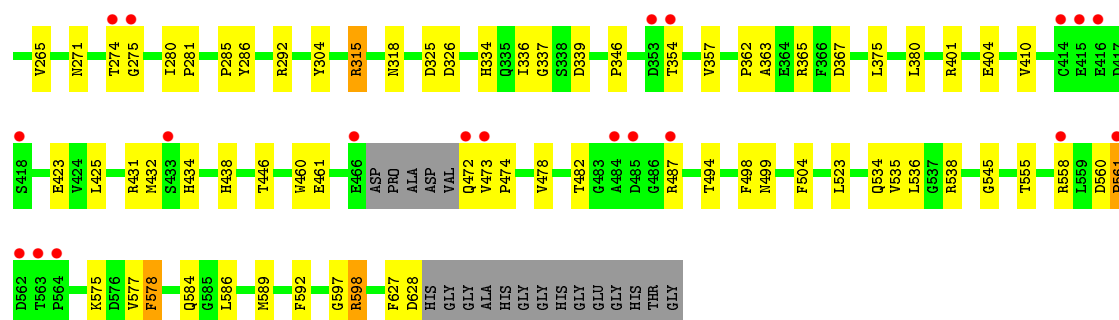 V265 N271 T274 G275 I280 P281 P285 Y286 R292 Y304 R315 N318 D325 D326 H334 Q335 I336 G337 S338 D339 P346 D353 T354 V357 P362 A363 E364 R365 F366 D367 L375 L380 R401 E404 V410 C414 E415 E416 D417
S418 E423 V424 L425 R431 M432 S433 H434 H438 T446 W460 E461 E466 ASP PRO ALA ASP VAL Q472 V473 P474 V478 T482 G483 A484 D485 G486 R487 T494 F498 N499 F504 L523 Q534 V535 L536 G537 R538 G545 T555 R558 L559 D560 P561
D562 T563 P564 K575 D576 V577 F578 Q584 G585 L586 M589 F592 G597 R598 F627 D628 HIS GLY GLY ALA HIS GLY GLY HIS GLY GLU GLY HIS THR GLY